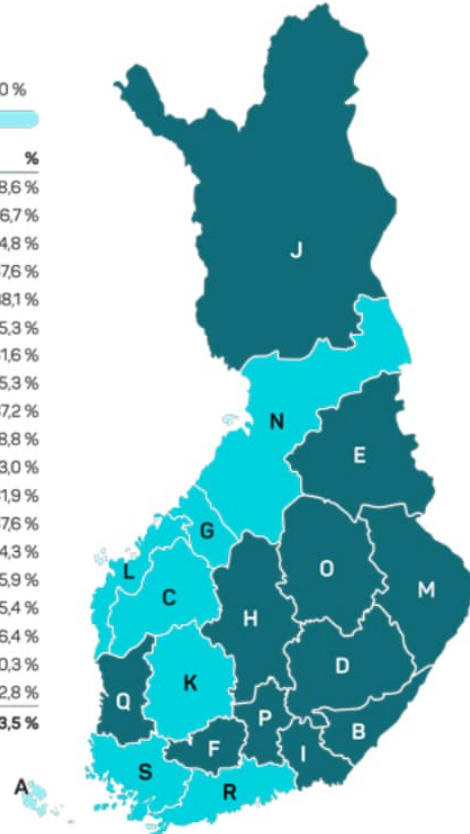 0 %
%
8,6 %
6,7 %
4,8 %
7,6 %
8,1 %
5,3 %
1,6 %
5,3 %
7,2 %
8,8 %
3,0 %
1,9 %
7,6 %
4,3 %
5,9 %
5,4 %
6,4 %
0,3 %
2,8 %
3,5 %
J
N
E
G
L
C
O
M
H
D
K
Q
P
B
F
I
S
R
A